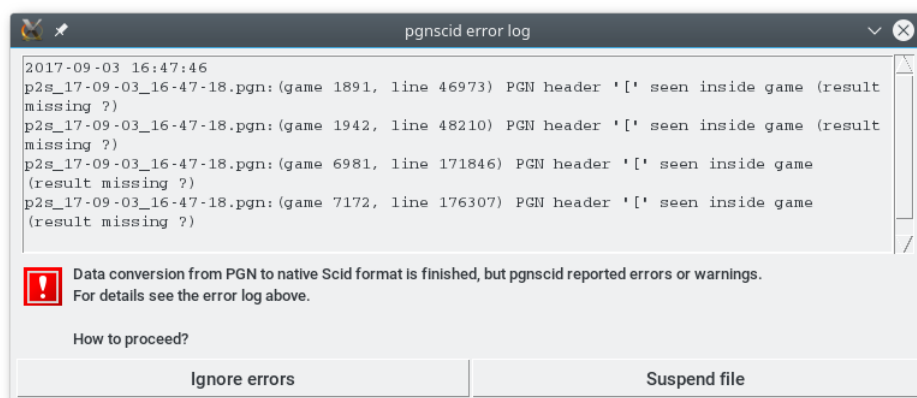 pgnscid error log
2017-09-03 16:47:46
p2s_17-09-03_16-47-18.pgn:(game 1891, line 46973) PGN header '[' seen inside game (result
missing ?)
p2s_17-09-03_16-47-18.pgn:(game 1942, line 48210) PGN header '[' seen inside game (result
missing ?)
p2s_17-09-03_16-47-18.pgn:(game 6981, line 171846) PGN header '[' seen inside game
(result missing ?)
p2s_17-09-03_16-47-18.pgn:(game 7172, line 176307) PGN header '[' seen inside game
(result missing ?)
Data conversion from PGN to native Scid format is finished, but pgnscid reported errors or warnings.
For details see the error log above.
How to proceed?
Ignore errors
Suspend file